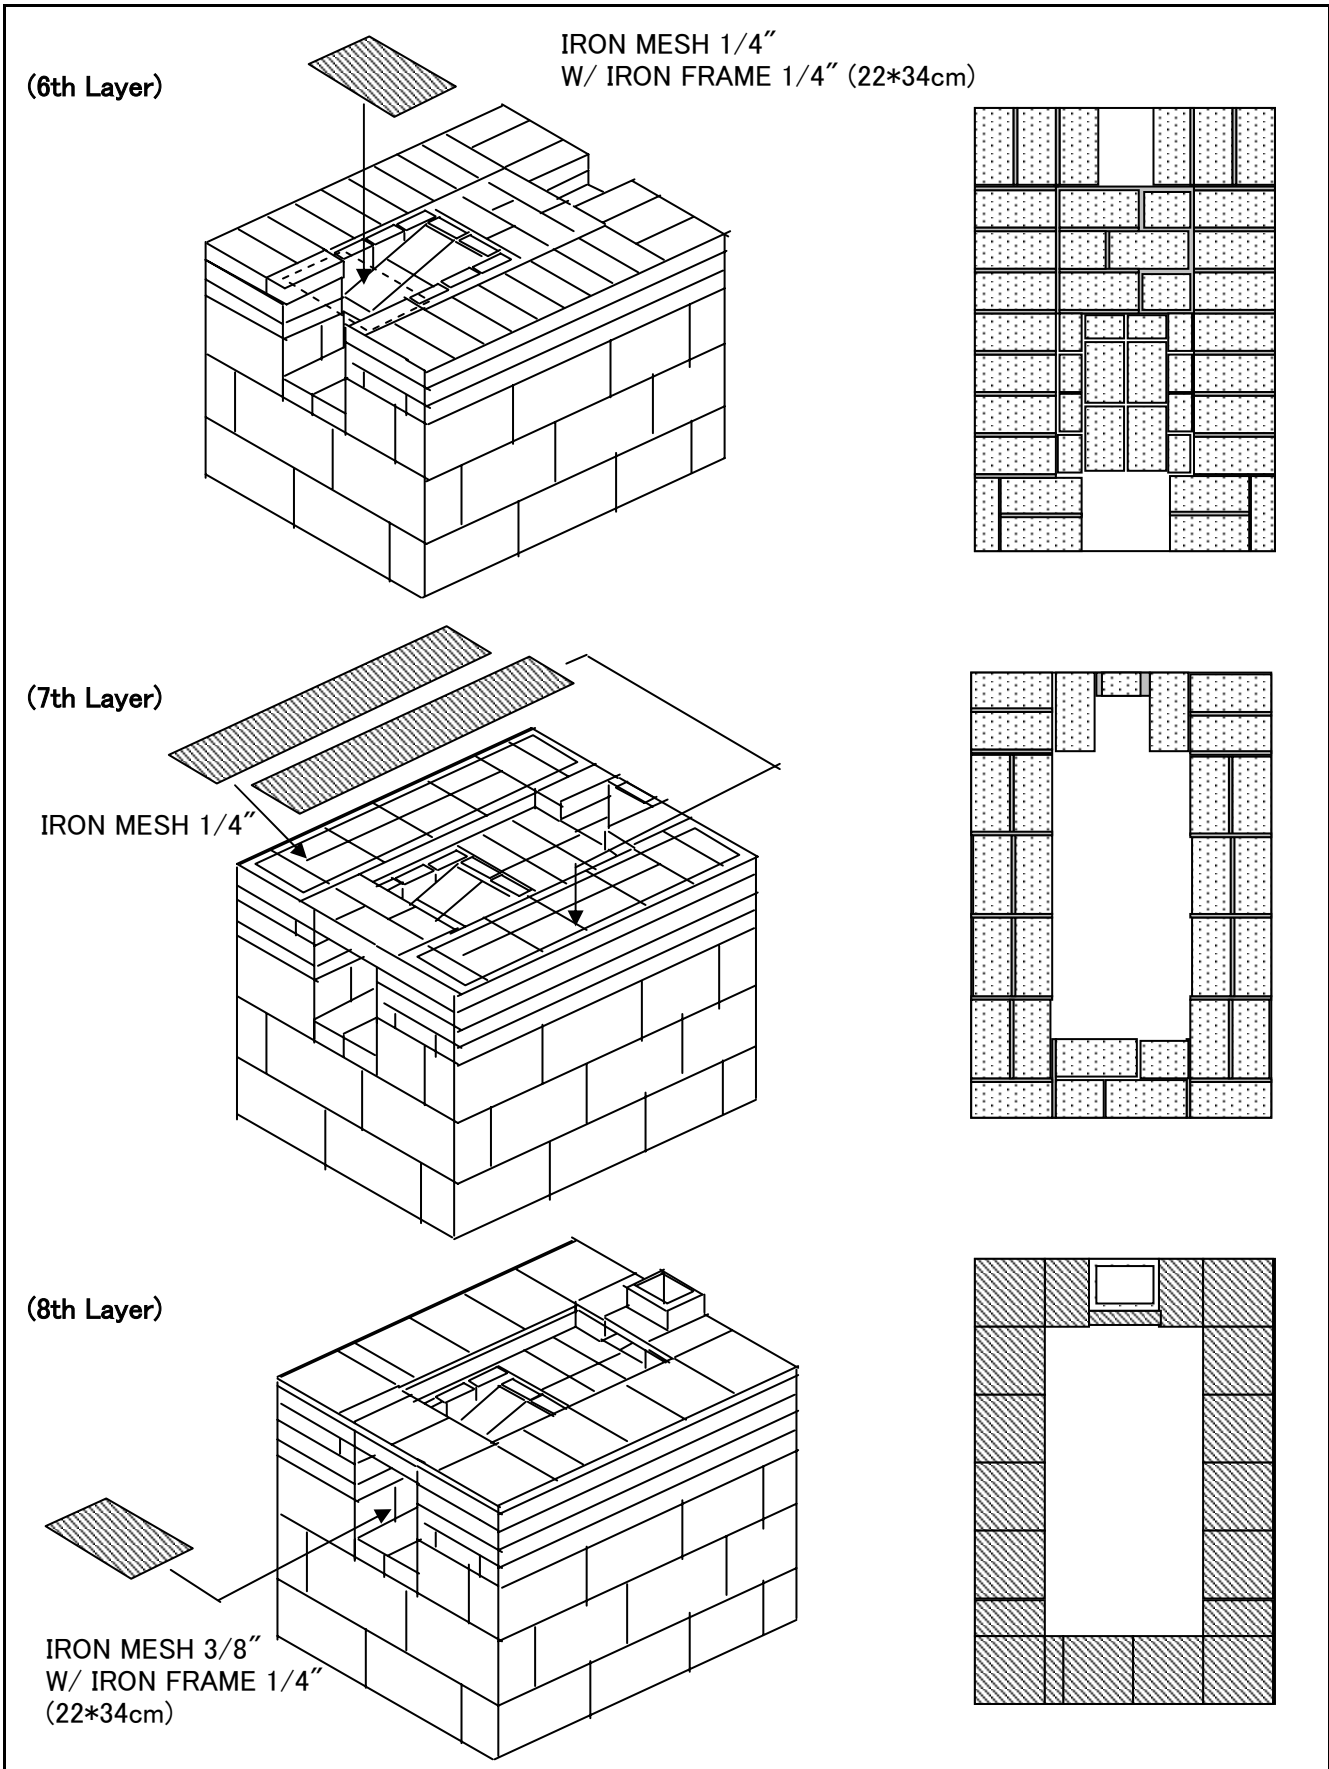 (6th Layer)
IRON MESH 1/4"
W/ IRON FRAME 1/4" (22*34cm)
(7th Layer)
IRON MESH 1/4"
(8th Layer)
IRON MESH 3/8"
W/ IRON FRAME 1/4"
(22*34cm)